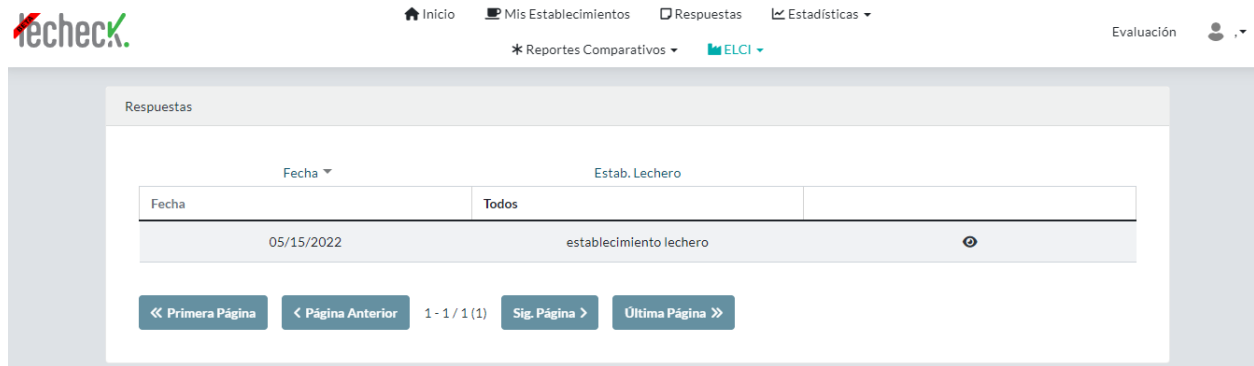 lecheck.
BETA
Inicio Mis Establecimientos Respuestas Estadísticas
Reportes Comparativos ELCI
Evaluación ,
Respuestas
Fecha Estab. Lechero
Fecha Todos
05/15/2022 establecimiento lechero
Primera Página Página Anterior 1 - 1 / 1 (1) Sig. Página Última Página